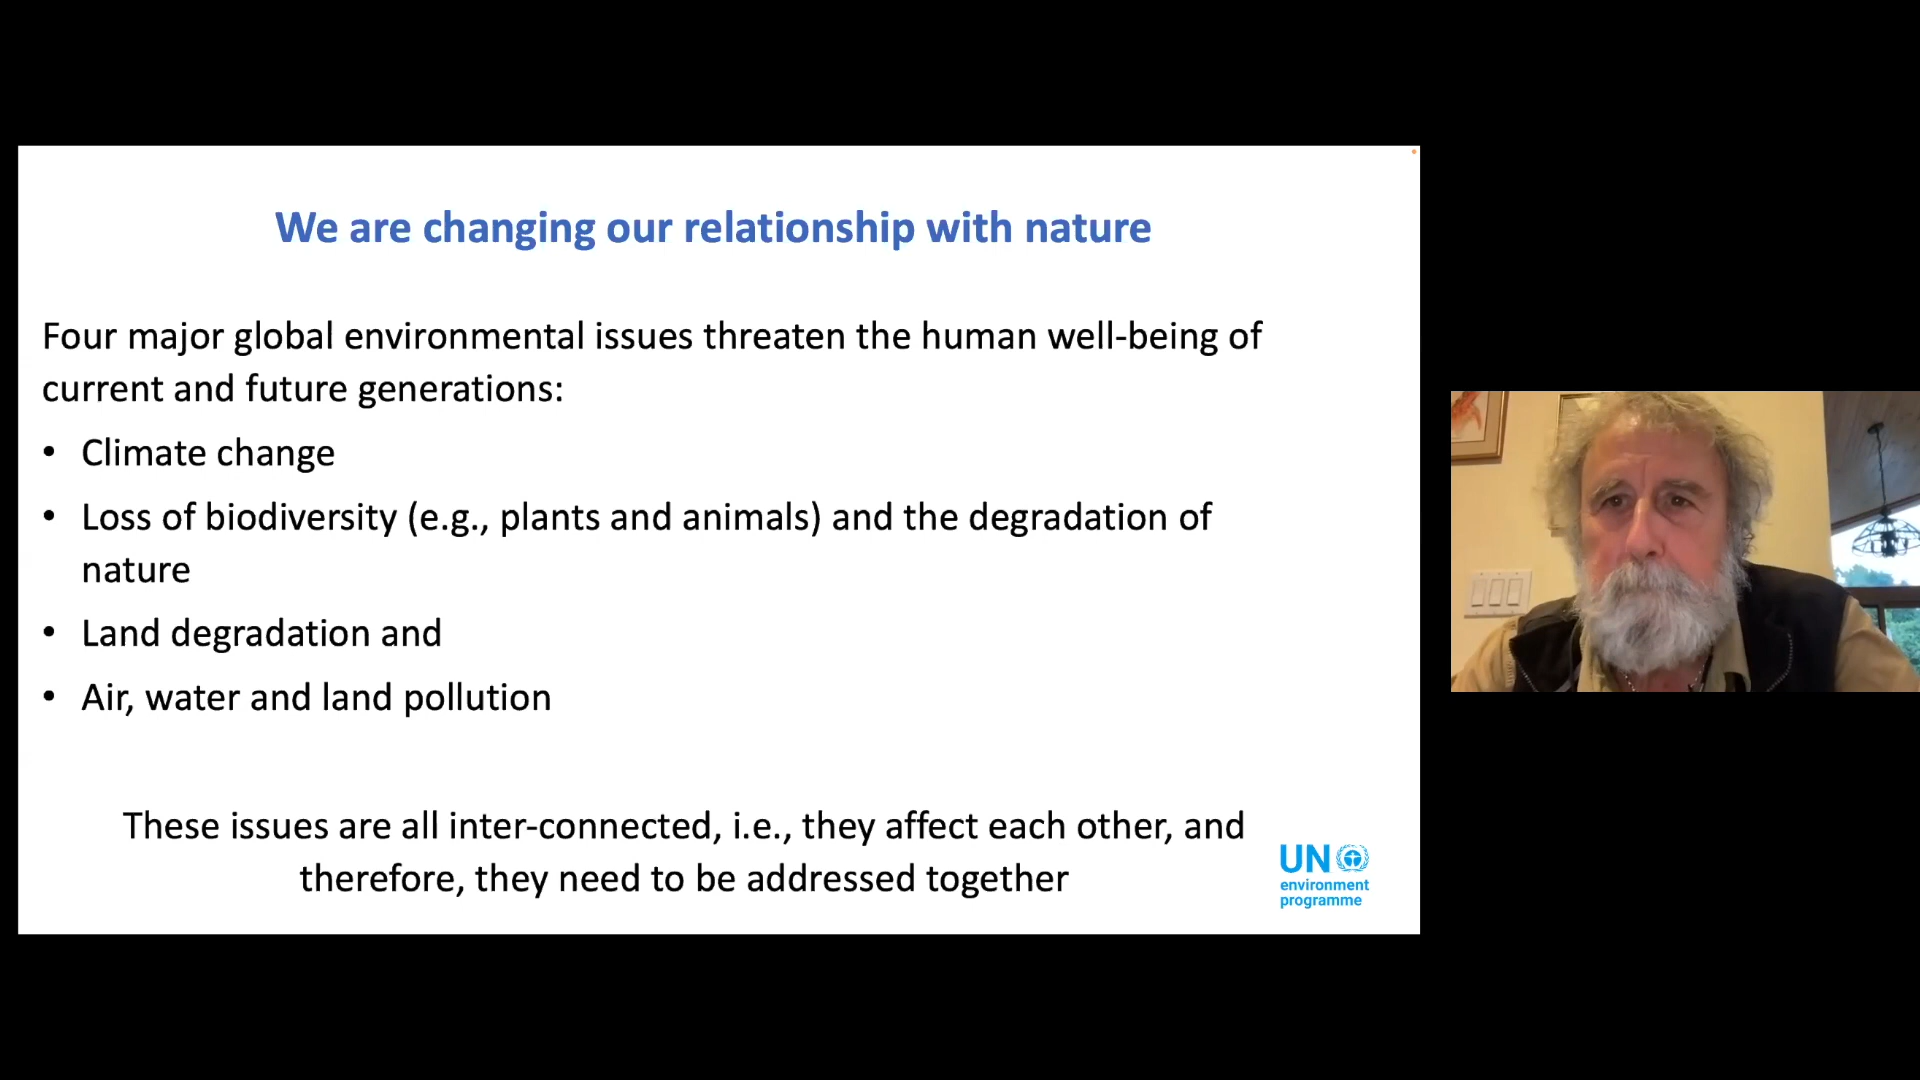 We are changing our relationship with nature
Four major global environmental issues threaten the human well-being of
current and future generations:
• Climate change
• Loss of biodiversity (e.g., plants and animals) and the degradation of
nature
• Land degradation and
• Air, water and land pollution
These issues are all inter-connected, i.e., they affect each other, and
therefore, they need to be addressed together
UN
environment
programme